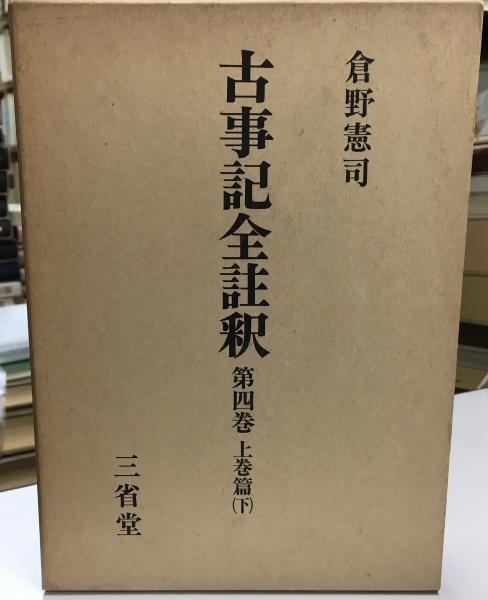 倉野憲司
古事記全註釈 第四巻 上巻篇(下)
三省堂